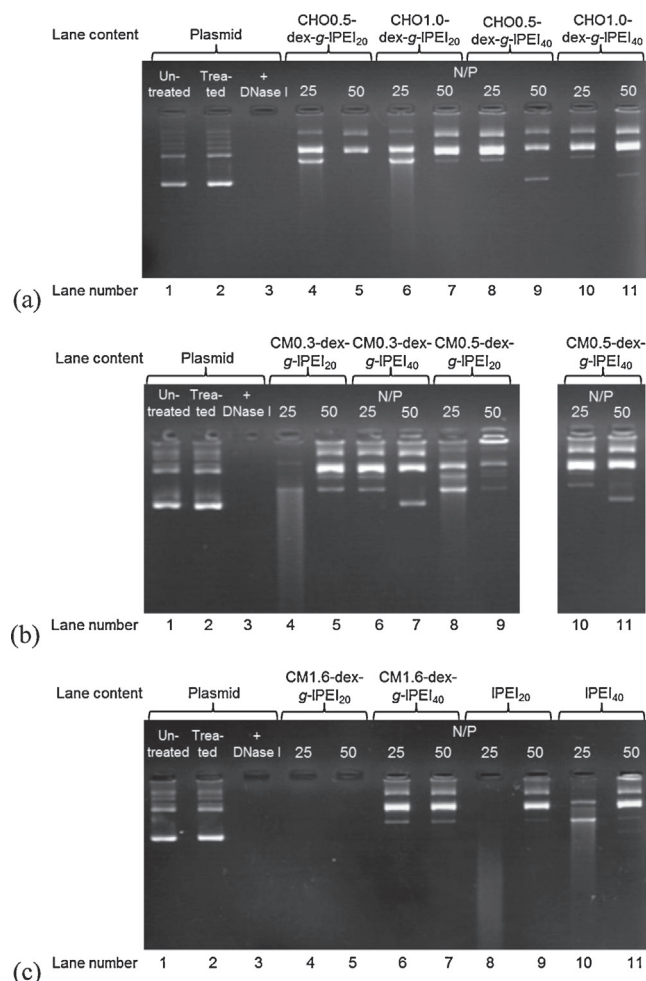 Lane content Plasmid CHO0.5- CHO1.0- CHO0.5- CHO1.0-
dex-g-lPEI20 dex-g-lPEI20 dex-g-lPEI40 dex-g-lPEI40
N/P
Un- Trea- +
treated ted DNase I 25 50 25 50 25 50 25 50
(a) Lane number 1 2 3 4 5 6 7 8 9 10 11
Lane content Plasmid CM0.3-dex- CM0.3-dex- CM0.5-dex- CM0.5-dex-
g-lPEI20 g-lPEI40 g-lPEI20 g-lPEI40
N/P N/P
Un- Trea- +
treated ted DNase I 25 50 25 50 25 50 25 50
(b) Lane number 1 2 3 4 5 6 7 8 9 10 11
Lane content Plasmid CM1.6-dex- CM1.6-dex- lPEI20 lPEI40
g-lPEI20 g-lPEI40
N/P
Un- Trea- +
treated ted DNase I 25 50 25 50 25 50 25 50
(c) Lane number 1 2 3 4 5 6 7 8 9 10 11